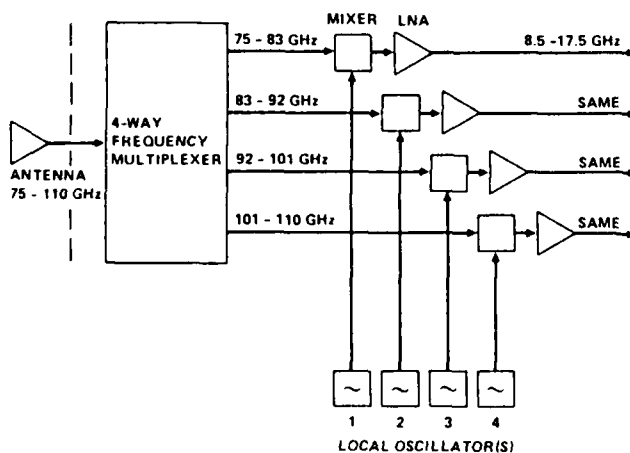 MIXER LNA
75 - 83 GHz
8.5 -17.5 GHz
83 - 92 GHz
SAME
4-WAY
FREQUENCY
MULTIPLEXER
ANTENNA
75 - 110 GHz
92 - 101 GHz
SAME
101 - 110 GHz
SAME
1 2 3 4
LOCAL OSCILLATOR(S)